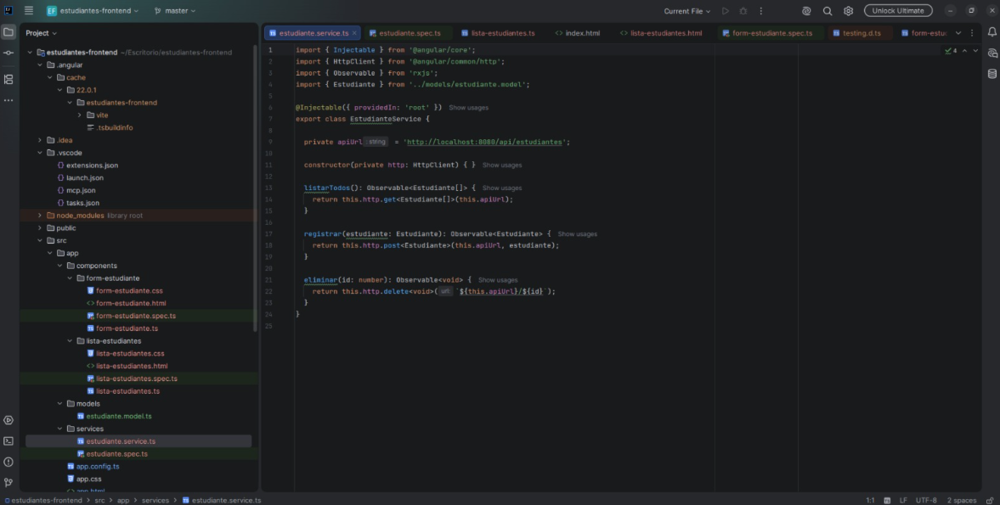 EF estudiantes-frontend
master
Current File
Unlock Ultimate
Project
estudiante.service.ts
estudiante.spec.ts
lista-estudiantes.ts
index.html
lista-estudiantes.html
form-estudiante.spec.ts
testing.d.ts
form-estu
estudiantes-frontend ~/Escritorio/estudiantes-frontend
.angular
cache
22.0.1
estudiantes-frontend
vite
.tsbuildinfo
.idea
.vscode
extensions.json
launch.json
mcp.json
tasks.json
node_modules library root
public
src
app
components
form-estudiante
form-estudiante.css
form-estudiante.html
form-estudiante.spec.ts
form-estudiante.ts
lista-estudiantes
lista-estudiantes.css
lista-estudiantes.html
lista-estudiantes.spec.ts
lista-estudiantes.ts
models
estudiante.model.ts
services
estudiante.service.ts
estudiante.spec.ts
app.config.ts
app.css
app.html
4
1 import { Injectable } from '@angular/core';
2 import { HttpClient } from '@angular/common/http';
3 import { Observable } from 'rxjs';
4 import { Estudiante } from '../models/estudiante.model';
5
6 @Injectable({ providedIn: 'root' }) Show usages
7 export class EstudianteService {
8
9 private apiUrl : string = 'http://localhost:8080/api/estudiantes';
10
11 constructor(private http: HttpClient) { } Show usages
12
13 listarTodos(): Observable<Estudiante[]> { Show usages
14 return this.http.get<Estudiante[]>(this.apiUrl);
15 }
16
17 registrar(estudiante: Estudiante): Observable<Estudiante> { Show usages
18 return this.http.post<Estudiante>(this.apiUrl, estudiante);
19 }
20
21 eliminar(id: number): Observable<void> { Show usages
22 return this.http.delete<void>( url: `${this.apiUrl}/${id}`);
23 }
24 }
25
estudiantes-frontend > src > app > services > estudiante.service.ts
1:1 LF UTF-8 2 spaces